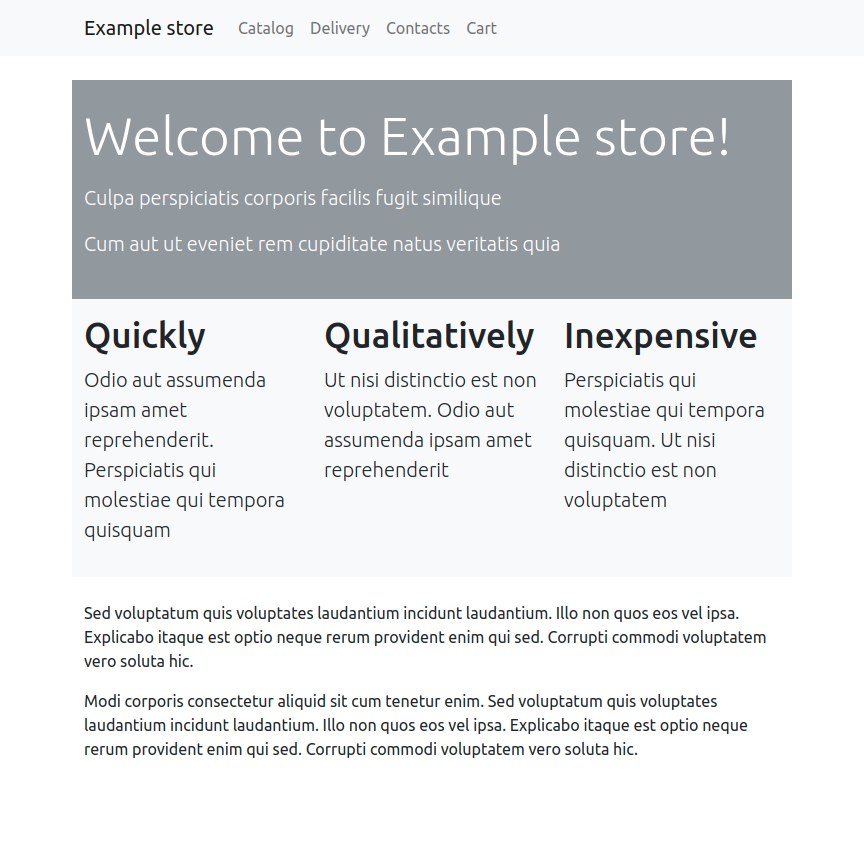 Example store Catalog Delivery Contacts Cart
Welcome to Example store!
Culpa perspiciatis corporis facilis fugit similique
Cum aut ut eveniet rem cupiditate natus veritatis quia
Quickly
Odio aut assumenda
ipsam amet
reprehenderit.
Perspiciatis qui
molestiae qui tempora
quisquam
Qualitatively
Ut nisi distinctio est non
voluptatem. Odio aut
assumenda ipsam amet
reprehenderit
Inexpensive
Perspiciatis qui
molestiae qui tempora
quisquam. Ut nisi
distinctio est non
voluptatem
Sed voluptatum quis voluptates laudantium incidunt laudantium. Illo non quos eos vel ipsa.
Explicabo itaque est optio neque rerum provident enim qui sed. Corrupti commodi voluptatem
vero soluta hic.
Modi corporis consectetur aliquid sit cum tenetur enim. Sed voluptatum quis voluptates
laudantium incidunt laudantium. Illo non quos eos vel ipsa. Explicabo itaque est optio neque
rerum provident enim qui sed. Corrupti commodi voluptatem vero soluta hic.